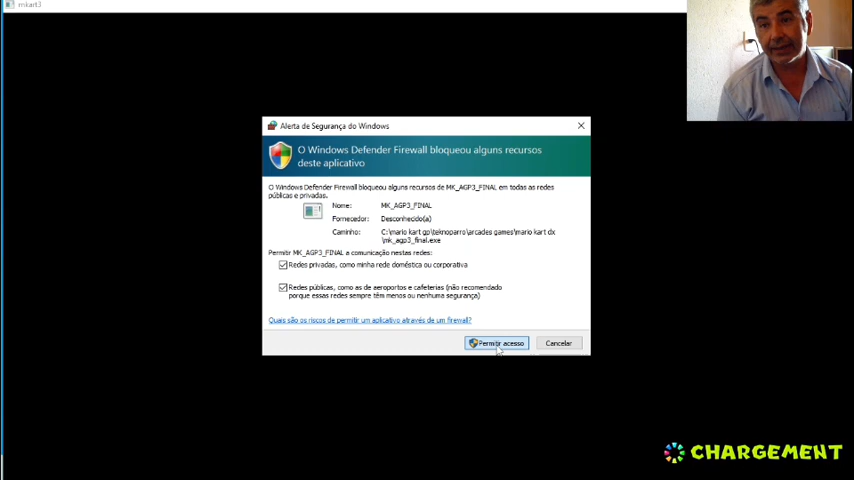 mkart3
Alerta de Segurança do Windows
O Windows Defender Firewall bloqueou alguns recursos
deste aplicativo
O Windows Defender Firewall bloqueou alguns recursos de MK_AGP3_FINAL em todas as redes
públicas e privadas.
Nome: MK_AGP3_FINAL
Fornecedor: Desconhecido(a)
Caminho: C:\mario kart gp\teknoparro\arcades games\mario kart dx
\mk_agp3_final.exe
Permitir MK_AGP3_FINAL a comunicação nestas redes:
Redes privadas, como minha rede doméstica ou corporativa
Redes públicas, como as de aeroportos e cafeterias (não recomendado
porque essas redes sempre têm menos ou nenhuma segurança)
Quais são os riscos de permitir um aplicativo através de um firewall?
Permitir acesso Cancelar
CHARGEMENT